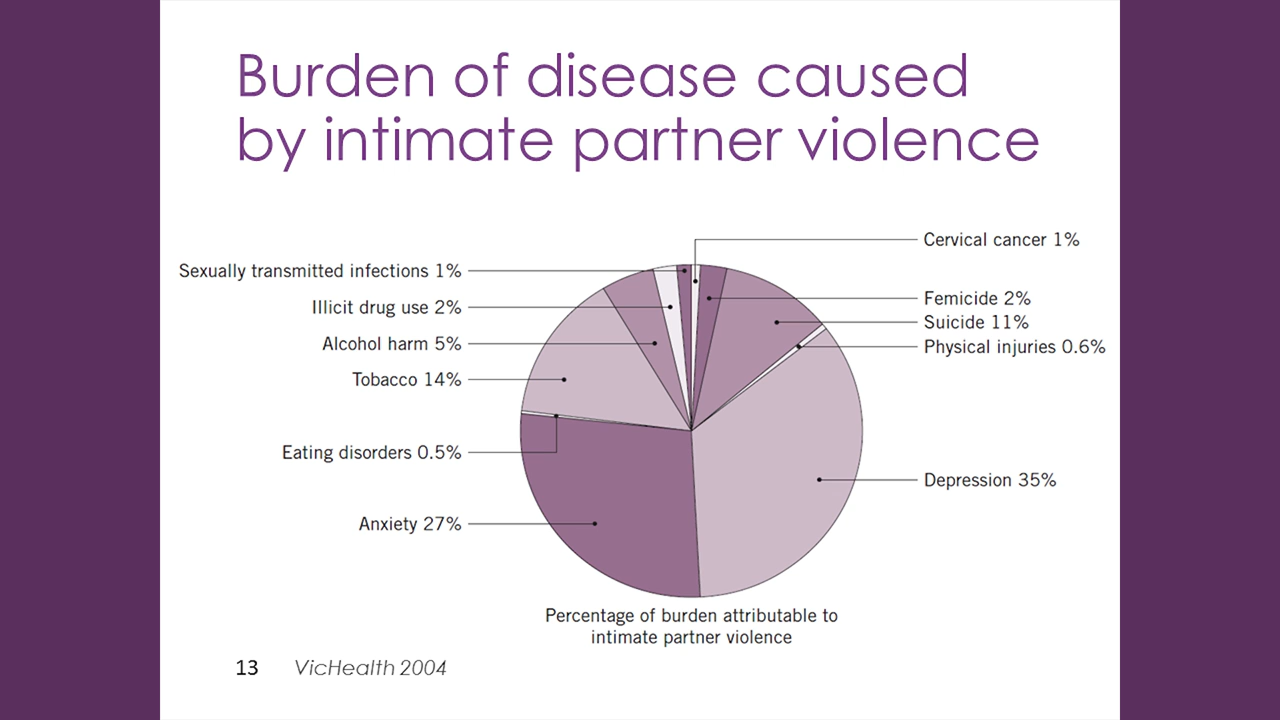 Burden of disease caused
by intimate partner violence
Cervical cancer 1%
Sexually transmitted infections 1%
Illicit drug use 2%
Femicide 2%
Suicide 11%
Alcohol harm 5%
Physical injuries 0.6%
Tobacco 14%
Eating disorders 0.5%
Depression 35%
Anxiety 27%
Percentage of burden attributable to
intimate partner violence
13 VicHealth 2004